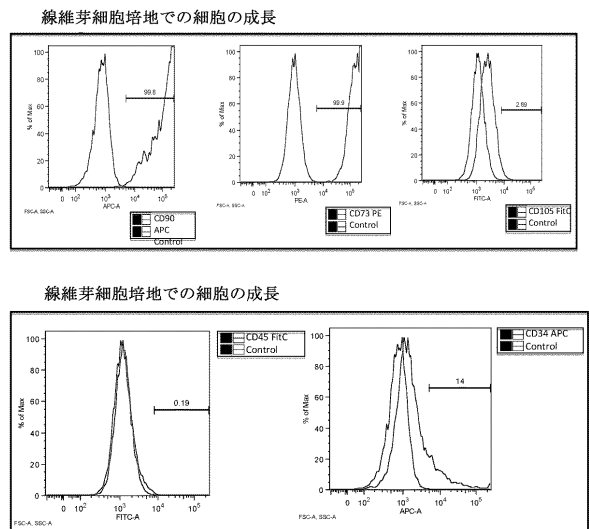 線維芽細胞培地での細胞の成長
100
80
60
40
20
0
% of Max
99.8
0 10² 10³ 10⁴ 10⁵
APC-A
FSC-A, SSC-A
CD90
APC
Control
100
80
60
40
20
0
% of Max
99.9
0 10² 10³ 10⁴ 10⁵
PE-A
FSC-A, SSC-A
CD73 PE
Control
100
80
60
40
20
0
% of Max
2.89
0 10² 10³ 10⁴ 10⁵
FITC-A
FSC-A, SSC-A
CD105 FitC
Control
線維芽細胞培地での細胞の成長
100
80
60
40
20
0
% of Max
0.19
0 10² 10³ 10⁴ 10⁵
FITC-A
FSC-A, SSC-A
CD45 FitC
Control
100
80
60
40
20
0
% of Max
14
0 10² 10³ 10⁴ 10⁵
APC-A
FSC-A, SSC-A
CD34 APC
Control